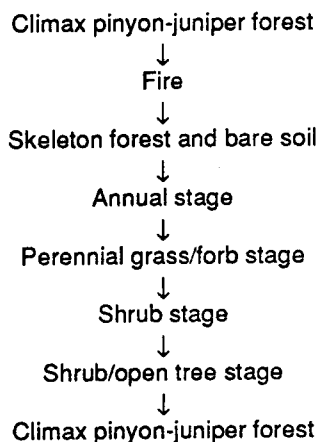 Climax pinyon-juniper forest
↓
Fire
↓
Skeleton forest and bare soil
↓
Annual stage
↓
Perennial grass/forb stage
↓
Shrub stage
↓
Shrub/open tree stage
↓
Climax pinyon-juniper forest